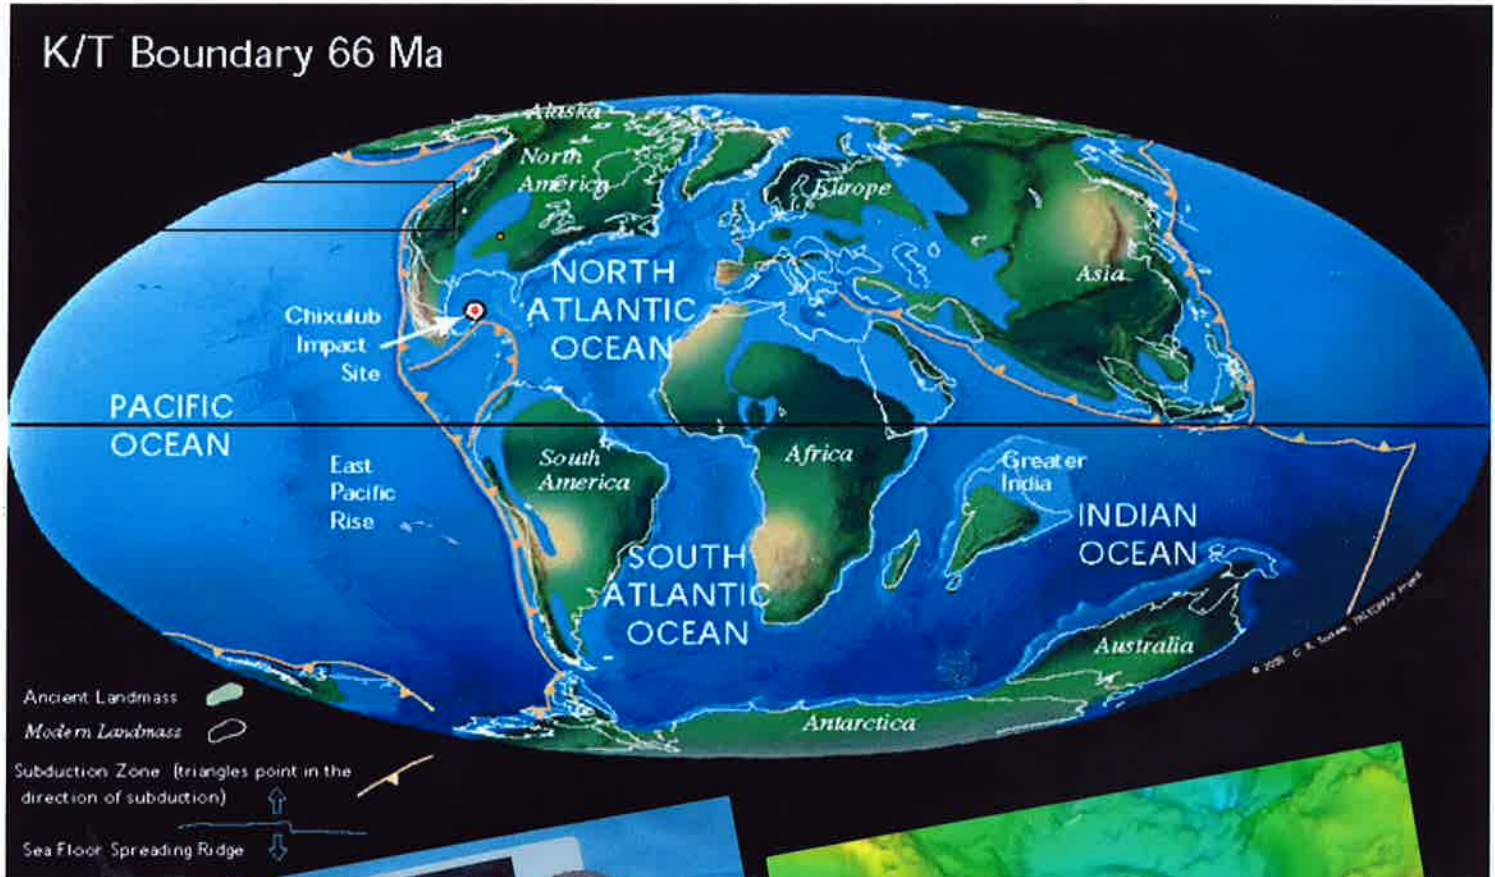 K/T Boundary 66 Ma
Alaska
North
America
Europe
Asia
NORTH
ATLANTIC
OCEAN
Chixulub
Impact
Site
PACIFIC
OCEAN
East
Pacific
Rise
South
America
Africa
Greater
India
INDIAN
OCEAN
SOUTH
ATLANTIC
OCEAN
Australia
Antarctica
Ancient Landmass
Modern Landmass
Subduction Zone (triangles point in the
direction of subduction)
Sea Floor Spreading Ridge